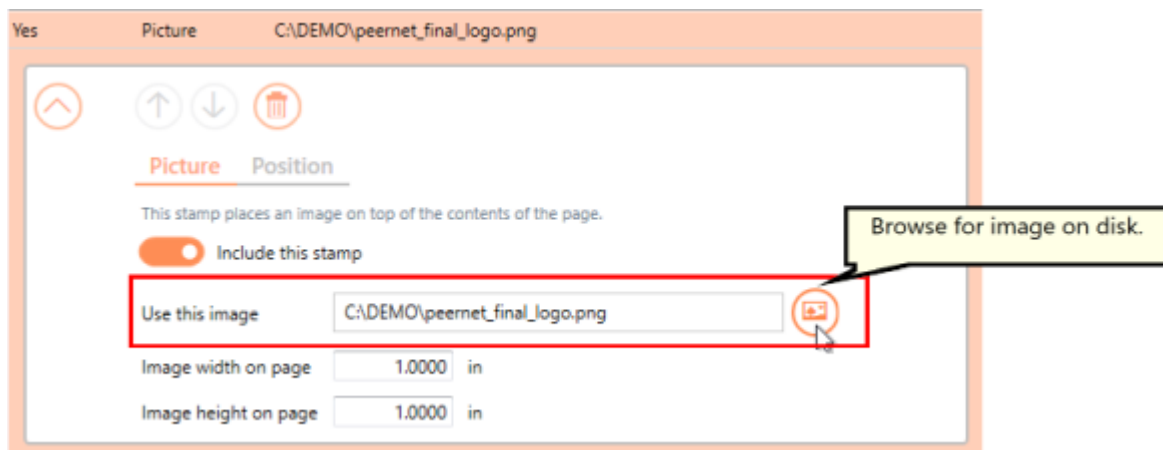 Yes Picture C:\DEMO\peernet_final_logo.png
Picture Position
This stamp places an image on top of the contents of the page.
Include this stamp
Browse for image on disk.
Use this image C:\DEMO\peernet_final_logo.png
Image width on page 1.0000 in
Image height on page 1.0000 in